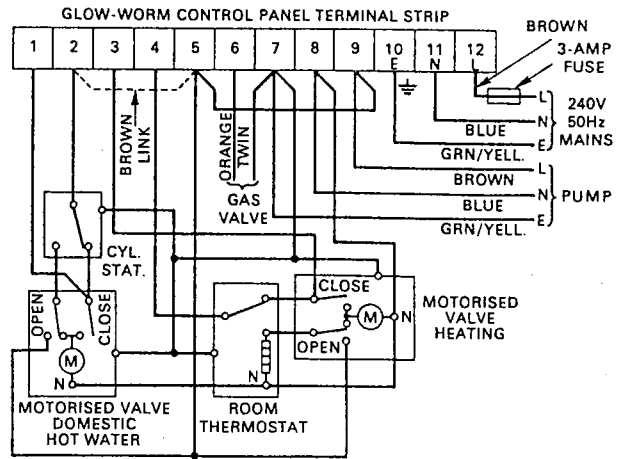 GLOW-WORM CONTROL PANEL TERMINAL STRIP
1 2 3 4 5 6 7 8 9 10 11 12
E N L
BROWN
3-AMP
FUSE
L
N
E
240V
50Hz
MAINS
BLUE
GRN/YELL.
BROWN
LINK
ORANGE
TWIN
GAS
VALVE
L
N
E
BROWN
BLUE
GRN/YELL.
PUMP
CYL.
STAT.
OPEN
CLOSE
M
N
MOTORISED VALVE
DOMESTIC
HOT WATER
N
ROOM
THERMOSTAT
CLOSE
M
N
OPEN
MOTORISED
VALVE
HEATING